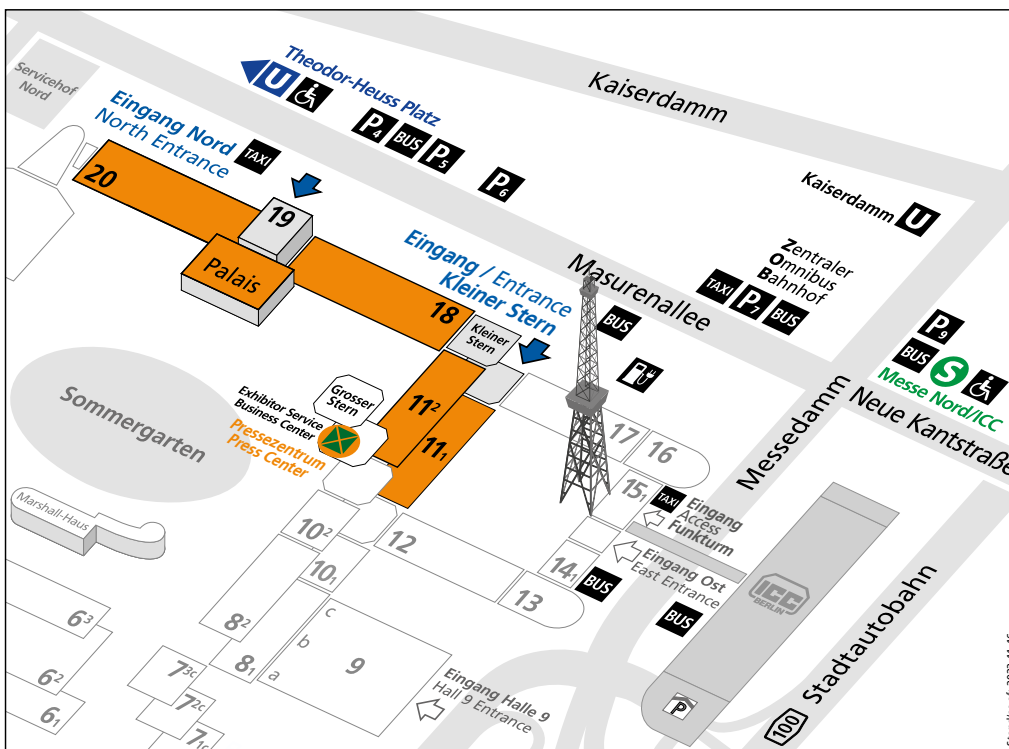 Servicehof
Nord
Theodor-Heuss Platz
U
P4
BUS
P5
P6
Kaiserdamm
Kaiserdamm
U
Eingang Nord
North Entrance
TAXI
20
19
Palais
18
Eingang / Entrance
Kleiner Stern
Kleiner
Stern
Masurenallee
BUS
Zentraler
Omnibus
Bahnhof
TAXI
P7
BUS
P9
BUS
S
Messe Nord/ICC
Neue Kantstraße
Messedamm
Sommergarten
Grosser
Stern
Exhibitor Service
Business Center
Pressezentrum
Press Center
11²
11₁
17
16
15₁
TAXI
Eingang
Access
Funkturm
Eingang Ost
East Entrance
Marshall-Haus
10²
10₁
12
14₁
BUS
13
BUS
ICC
BERLIN
6³
6²
6₁
8²
8₁
7³ᶜ
7²ᶜ
7₁c
c
b
a
9
Eingang Halle 9
Hall 9 Entrance
P
100
Stadtautobahn